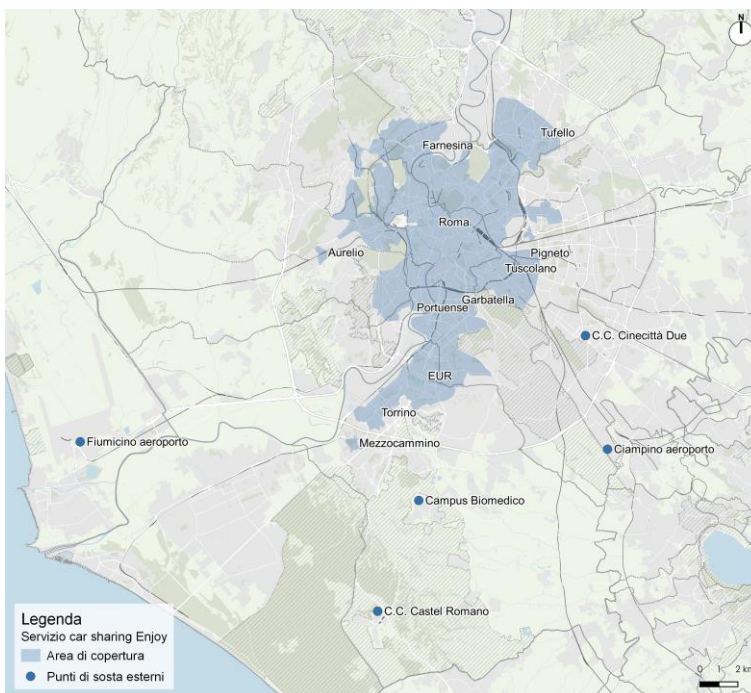 N
Tufello
Farnesina
Roma
Aurelio
Pigneto
Tuscolano
Garbatella
Portuense
C.C. Cinecittà Due
EUR
Torrino
Fiumicino aeroporto
Mezzocammino
Ciampino aeroporto
Campus Biomedico
C.C. Castel Romano
Legenda
Servizio car sharing Enjoy
Area di copertura
Punti di sosta esterni
0 1 2 km